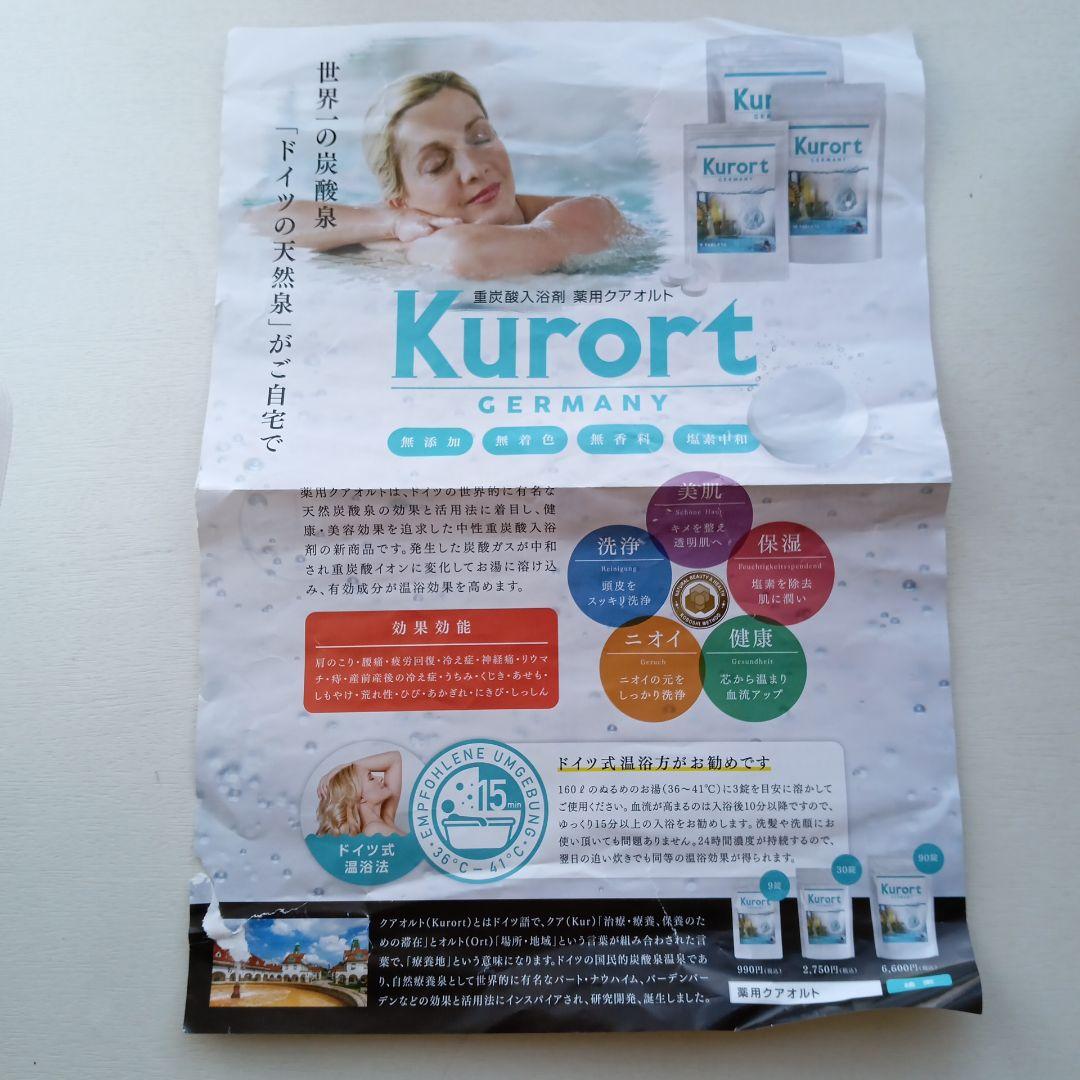 世界一の炭酸泉
「ドイツの天然泉」がご自宅で
Kur
GERMANY
Kurort
GERMANY
Kurort
GERMANY
9 TABLETS
重炭酸入浴剤 薬用クアオルト
Kurort
GERMANY
無添加 無着色 無香料 塩素中和
薬用クアオルトは、ドイツの世界的に有名な
天然炭酸泉の効果と活用法に着目し、健
康・美容効果を追求した中性重炭酸入浴
剤の新商品です。発生した炭酸ガスが中和
され重炭酸イオンに変化してお湯に溶け込
み、有効成分が温浴効果を高めます。
美肌
Schöne Haut
キメを整え
透明肌へ
洗浄
Reinigung
頭皮を
スッキリ洗浄
保湿
Feuchtigkeitsspendend
塩素を除去
肌に潤い
NATURAL BEAUTY & HEALTH
KOBOSHI METHOD
ニオイ
Geruch
ニオイの元を
しっかり洗浄
健康
Gesundheit
芯から温まり
血流アップ
効果効能
肩のこり・腰痛・疲労回復・冷え症・神経痛・リウマ
チ・痔・産前産後の冷え症・うちみ・くじき・あせも・
しもやけ・荒れ性・ひび・あかぎれ・にきび・しっしん
ドイツ式
温浴法
EMPFOHLENE UMGEBUNG
15min
36℃-41℃
ドイツ式温浴方がお勧めです
160ℓのぬるめのお湯(36〜41℃)に3錠を目安に溶かして
ご使用ください。血流が高まるのは入浴後10分以降ですので、
ゆっくり15分以上の入浴をお勧めします。洗髪や洗顔にお
使い頂いても問題ありません。24時間濃度が持続するので、
翌日の追い炊きでも同等の温浴効果が得られます。
クアオルト(Kurort)とはドイツ語で、クア(Kur)「治療・療養、保養のた
めの滞在」とオルト(Ort)「場所・地域」という言葉が組み合わされた言
葉で、「療養地」という意味になります。ドイツの国民的炭酸泉温泉であ
り、自然療養泉として世界的に有名なバート・ナウハイム、バーデンバー
デンなどの効果と活用法にインスパイアされ、研究開発、誕生しました。
9錠
30錠
90錠
Kurort
Kurort
Kurort
990円(税込)
2,750円(税込)
6,600円(税込)
薬用クアオルト